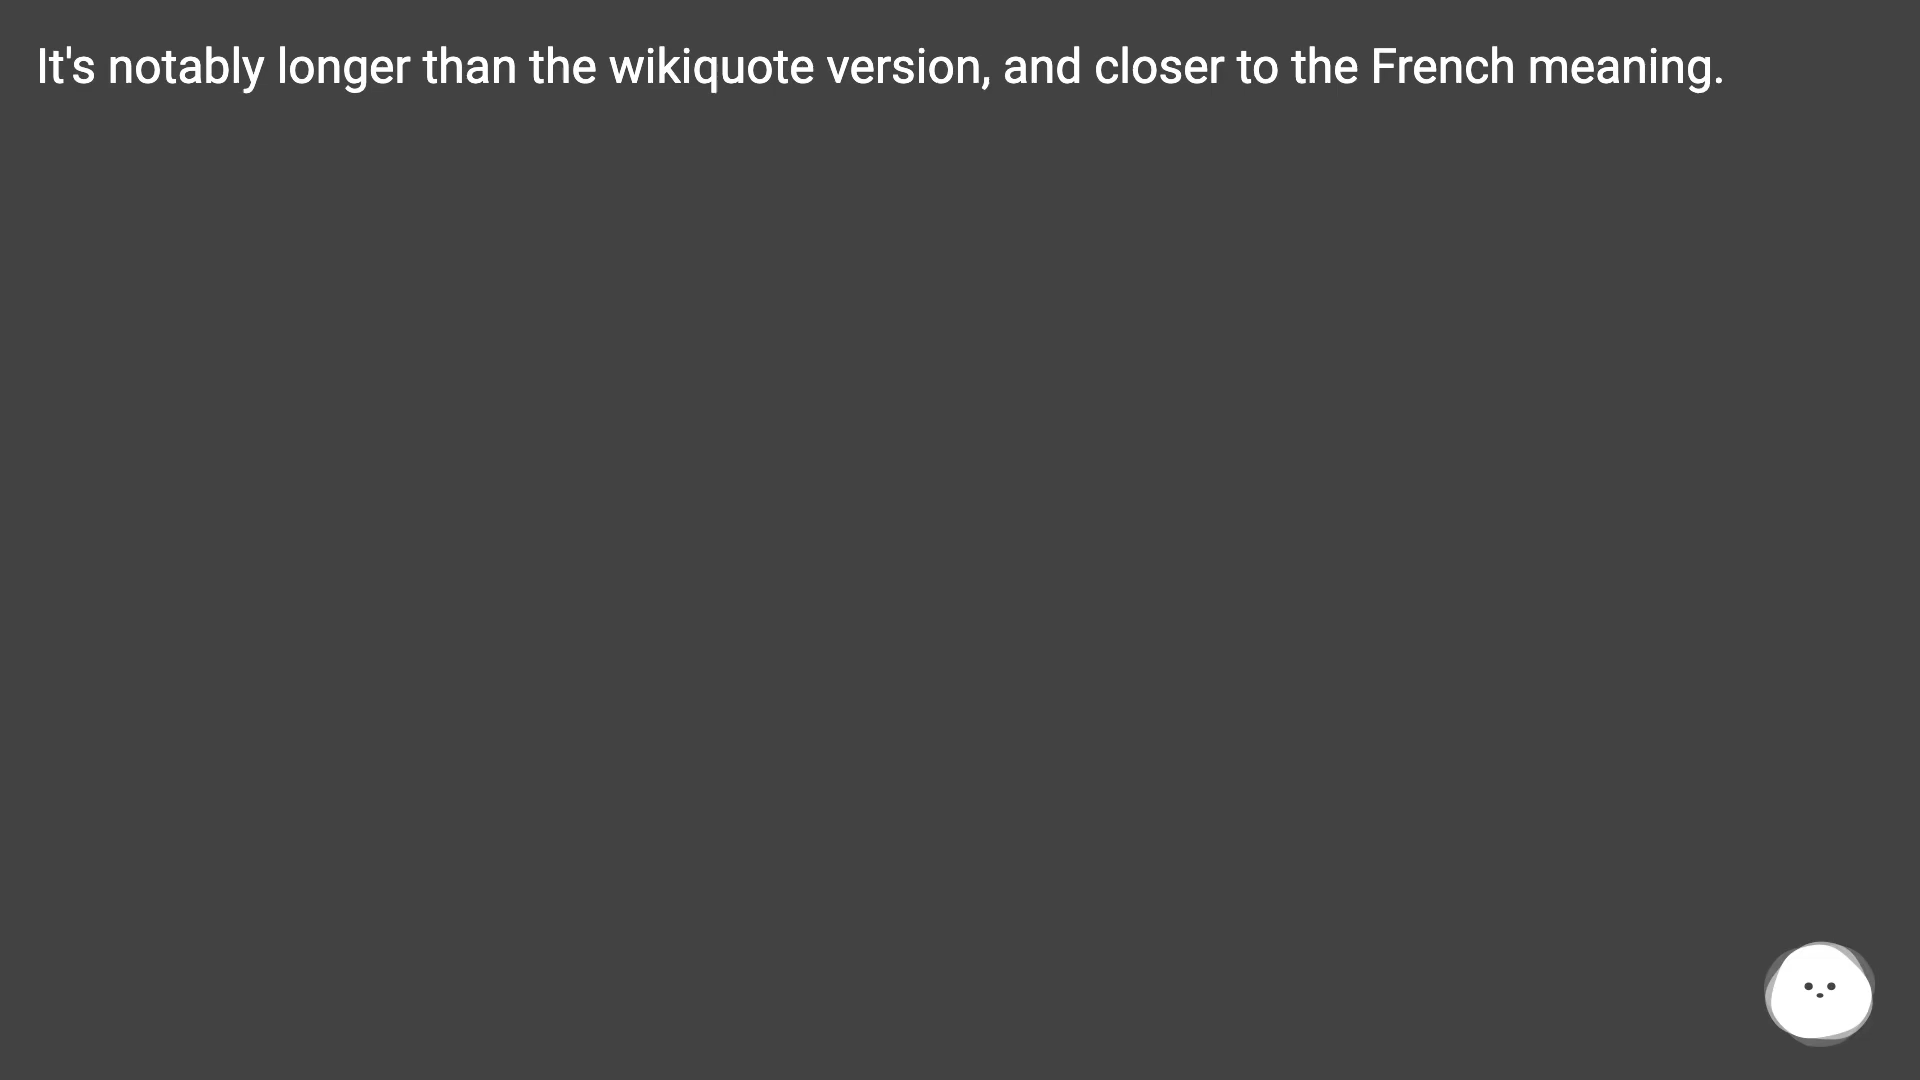 It's notably longer than the wikiquote version, and closer to the French meaning.